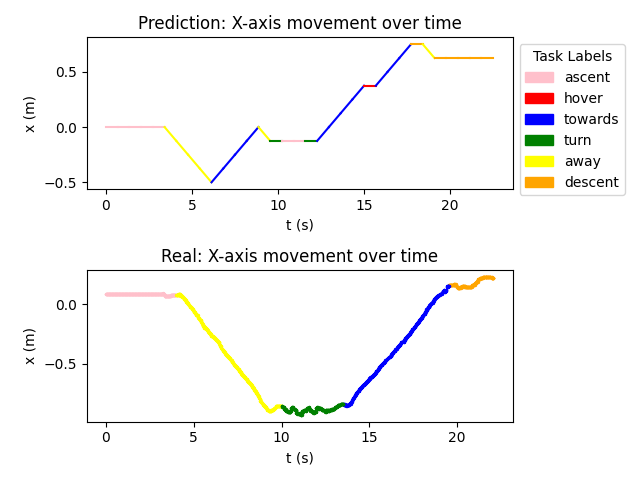 Prediction: X-axis movement over time
x (m)
0.5
0.0
−0.5
0
5
10
15
20
t (s)
Task Labels
ascent
hover
towards
turn
away
descent
Real: X-axis movement over time
x (m)
0.0
−0.5
0
5
10
15
20
t (s)